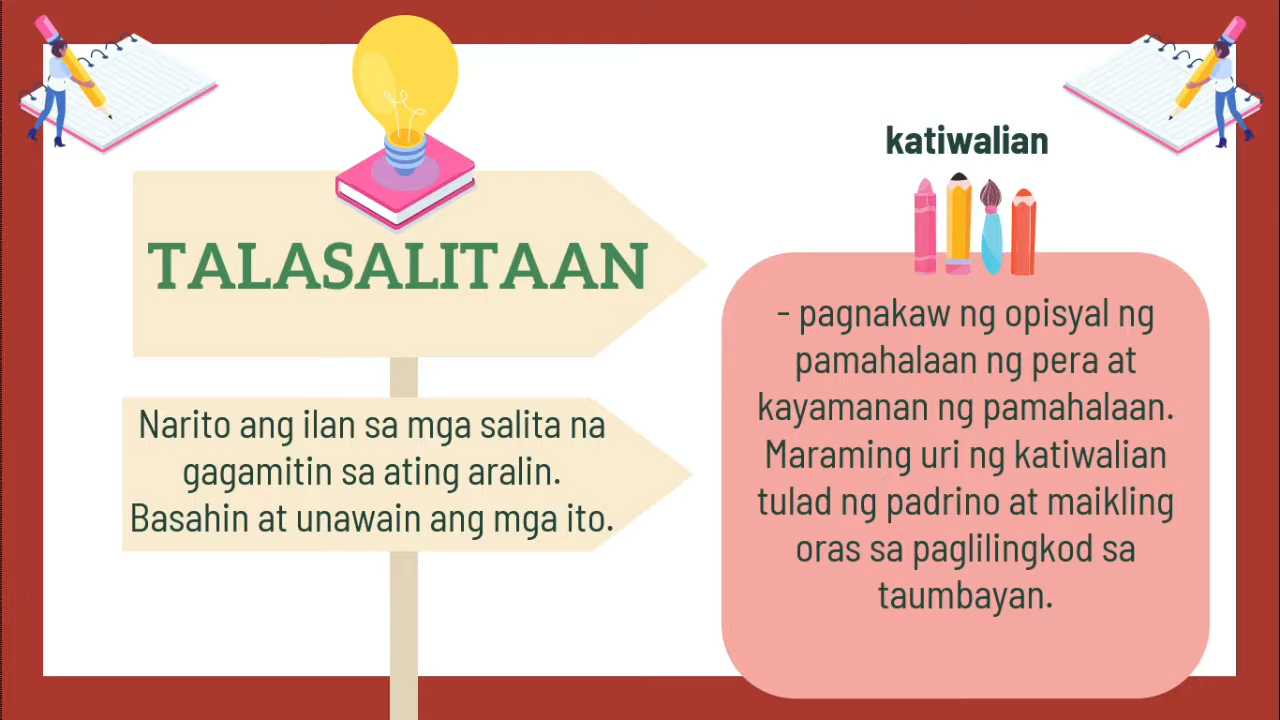 TALASALITAAN
Narito ang ilan sa mga salita na
gagamitin sa ating aralin.
Basahin at unawain ang mga ito.
katiwalian
- pagnakaw ng opisyal ng
pamahalaan ng pera at
kayamanan ng pamahalaan.
Maraming uri ng katiwalian
tulad ng padrino at maikling
oras sa paglilingkod sa
taumbayan.